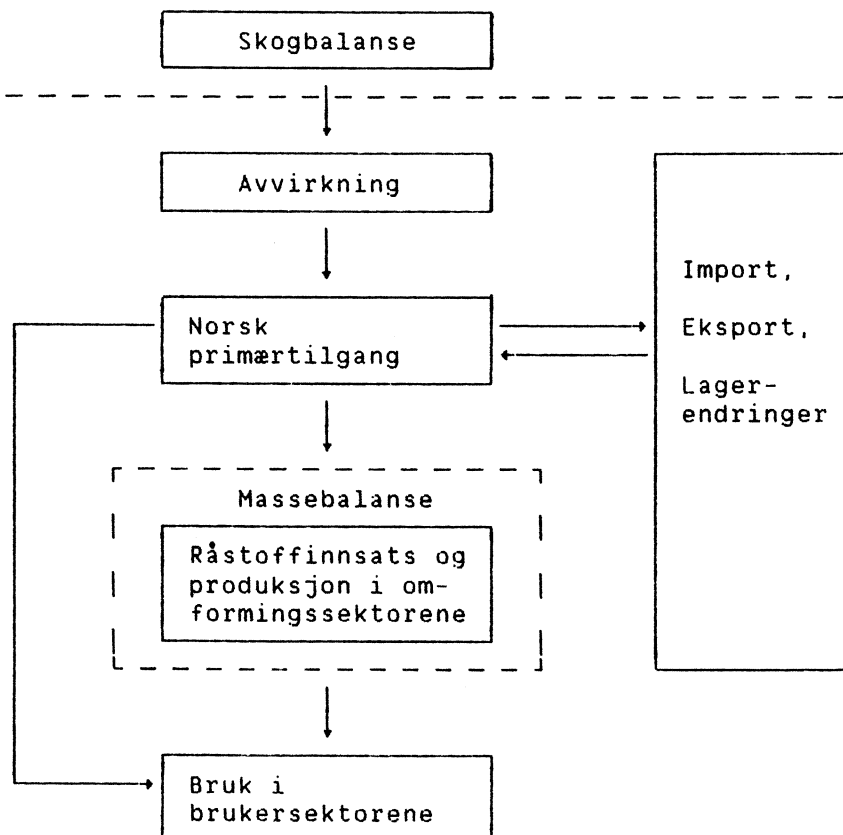 Skogbalanse
Avvirkning
Norsk
primærtilgang
Import,
Eksport,
Lager-
endringer
Massebalanse
Råstoffinnsats og
produksjon i om-
formingssektorene
Bruk i
brukersektorene